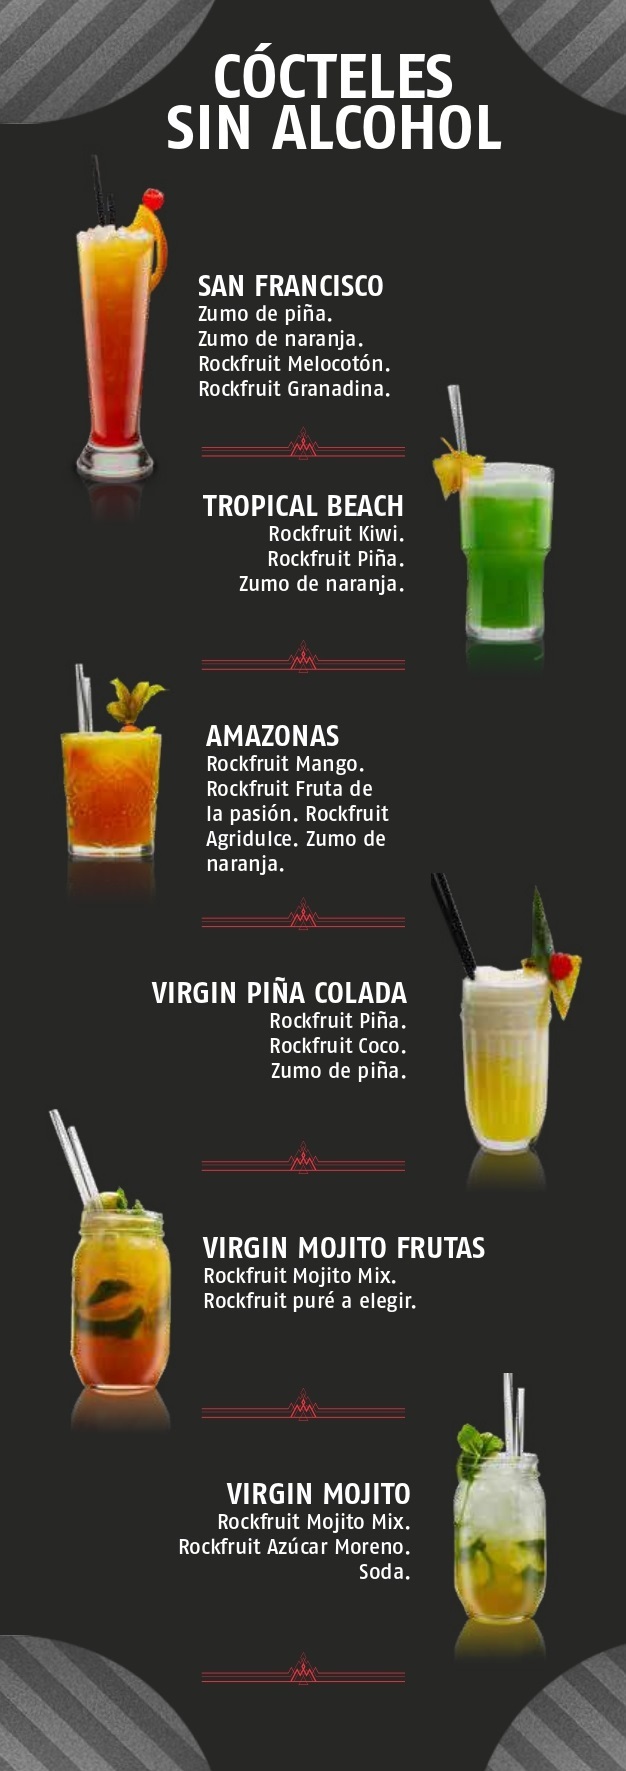 CÓCTELES
SIN ALCOHOL
SAN FRANCISCO
Zumo de piña.
Zumo de naranja.
Rockfruit Melocotón.
Rockfruit Granadina.
TROPICAL BEACH
Rockfruit Kiwi.
Rockfruit Piña.
Zumo de naranja.
AMAZONAS
Rockfruit Mango.
Rockfruit Fruta de
la pasión. Rockfruit
Agridulce. Zumo de
naranja.
VIRGIN PIÑA COLADA
Rockfruit Piña.
Rockfruit Coco.
Zumo de piña.
VIRGIN MOJITO FRUTAS
Rockfruit Mojito Mix.
Rockfruit puré a elegir.
VIRGIN MOJITO
Rockfruit Mojito Mix.
Rockfruit Azúcar Moreno.
Soda.